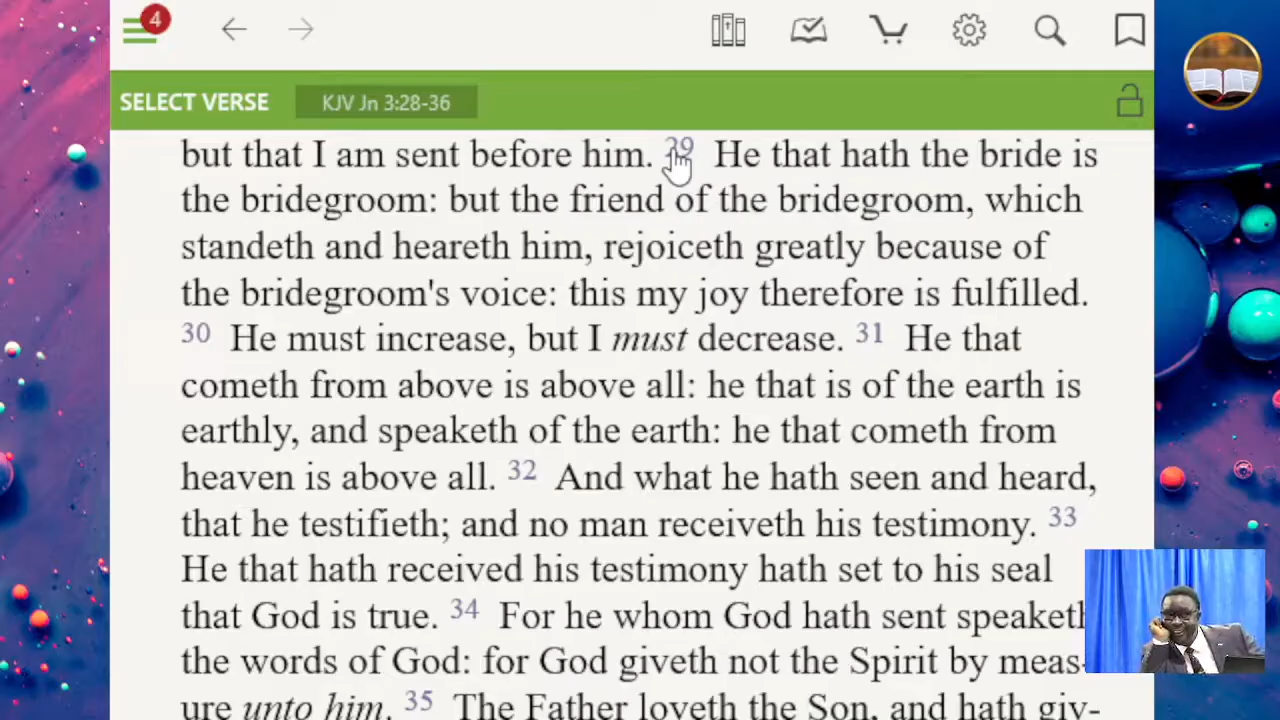 4
SELECT VERSE KJV Jn 3:28-36
but that I am sent before him. 29 He that hath the bride is
the bridegroom: but the friend of the bridegroom, which
standeth and heareth him, rejoiceth greatly because of
the bridegroom's voice: this my joy therefore is fulfilled.
30 He must increase, but I must decrease. 31 He that
cometh from above is above all: he that is of the earth is
earthly, and speaketh of the earth: he that cometh from
heaven is above all. 32 And what he hath seen and heard,
that he testifieth; and no man receiveth his testimony. 33
He that hath received his testimony hath set to his seal
that God is true. 34 For he whom God hath sent speaketh
the words of God: for God giveth not the Spirit by meas-
ure unto him. 35 The Father loveth the Son, and hath giv-